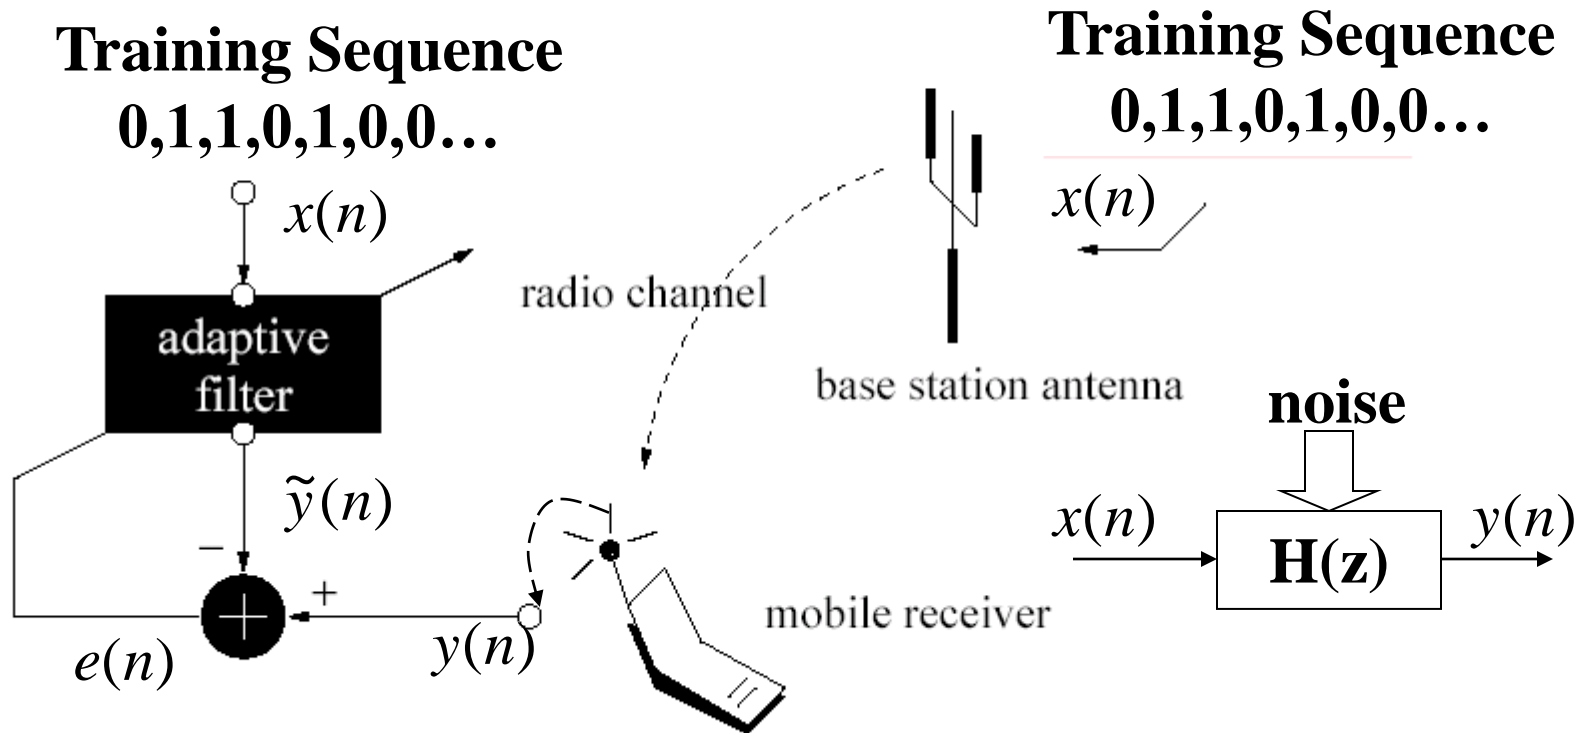 Training Sequence
0,1,1,0,1,0,0…
x(n)
adaptive
filter
ỹ(n)
−
+
e(n)
y(n)
radio channel
base station antenna
mobile receiver
Training Sequence
0,1,1,0,1,0,0…
x(n)
noise
x(n)
H(z)
y(n)